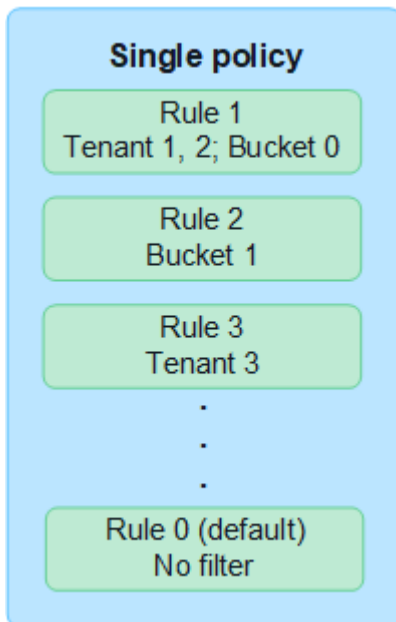 Single policy
Rule 1
Tenant 1, 2; Bucket 0
Rule 2
Bucket 1
Rule 3
Tenant 3
.
.
.
Rule 0 (default)
No filter